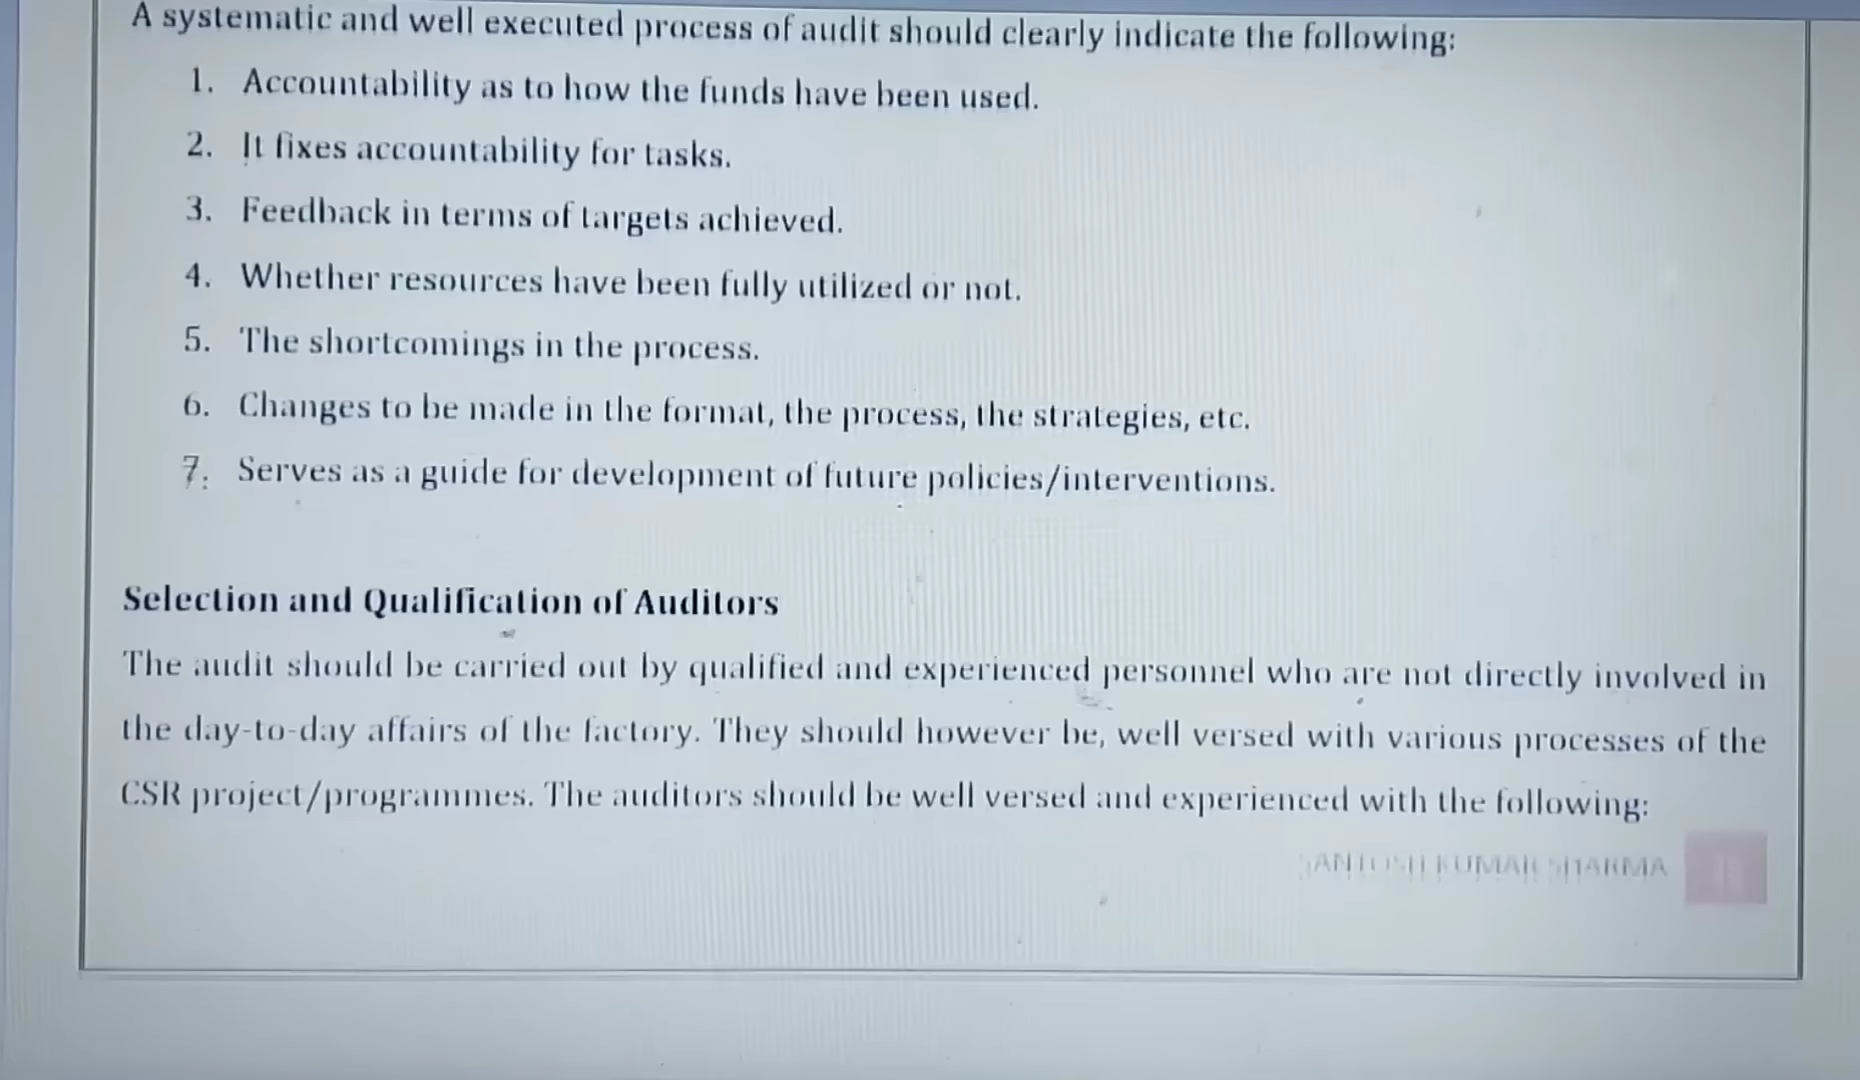 A systematic and well executed process of audit should clearly indicate the following:
1. Accountability as to how the funds have been used.
2. It fixes accountability for tasks.
3. Feedback in terms of targets achieved.
4. Whether resources have been fully utilized or not.
5. The shortcomings in the process.
6. Changes to be made in the format, the process, the strategies, etc.
7. Serves as a guide for development of future policies/interventions.
Selection and Qualification of Auditors
The audit should be carried out by qualified and experienced personnel who are not directly involved in
the day-to-day affairs of the factory. They should however be, well versed with various processes of the
CSR project/programmes. The auditors should be well versed and experienced with the following:
SANTOSH KUMAR SHARMA